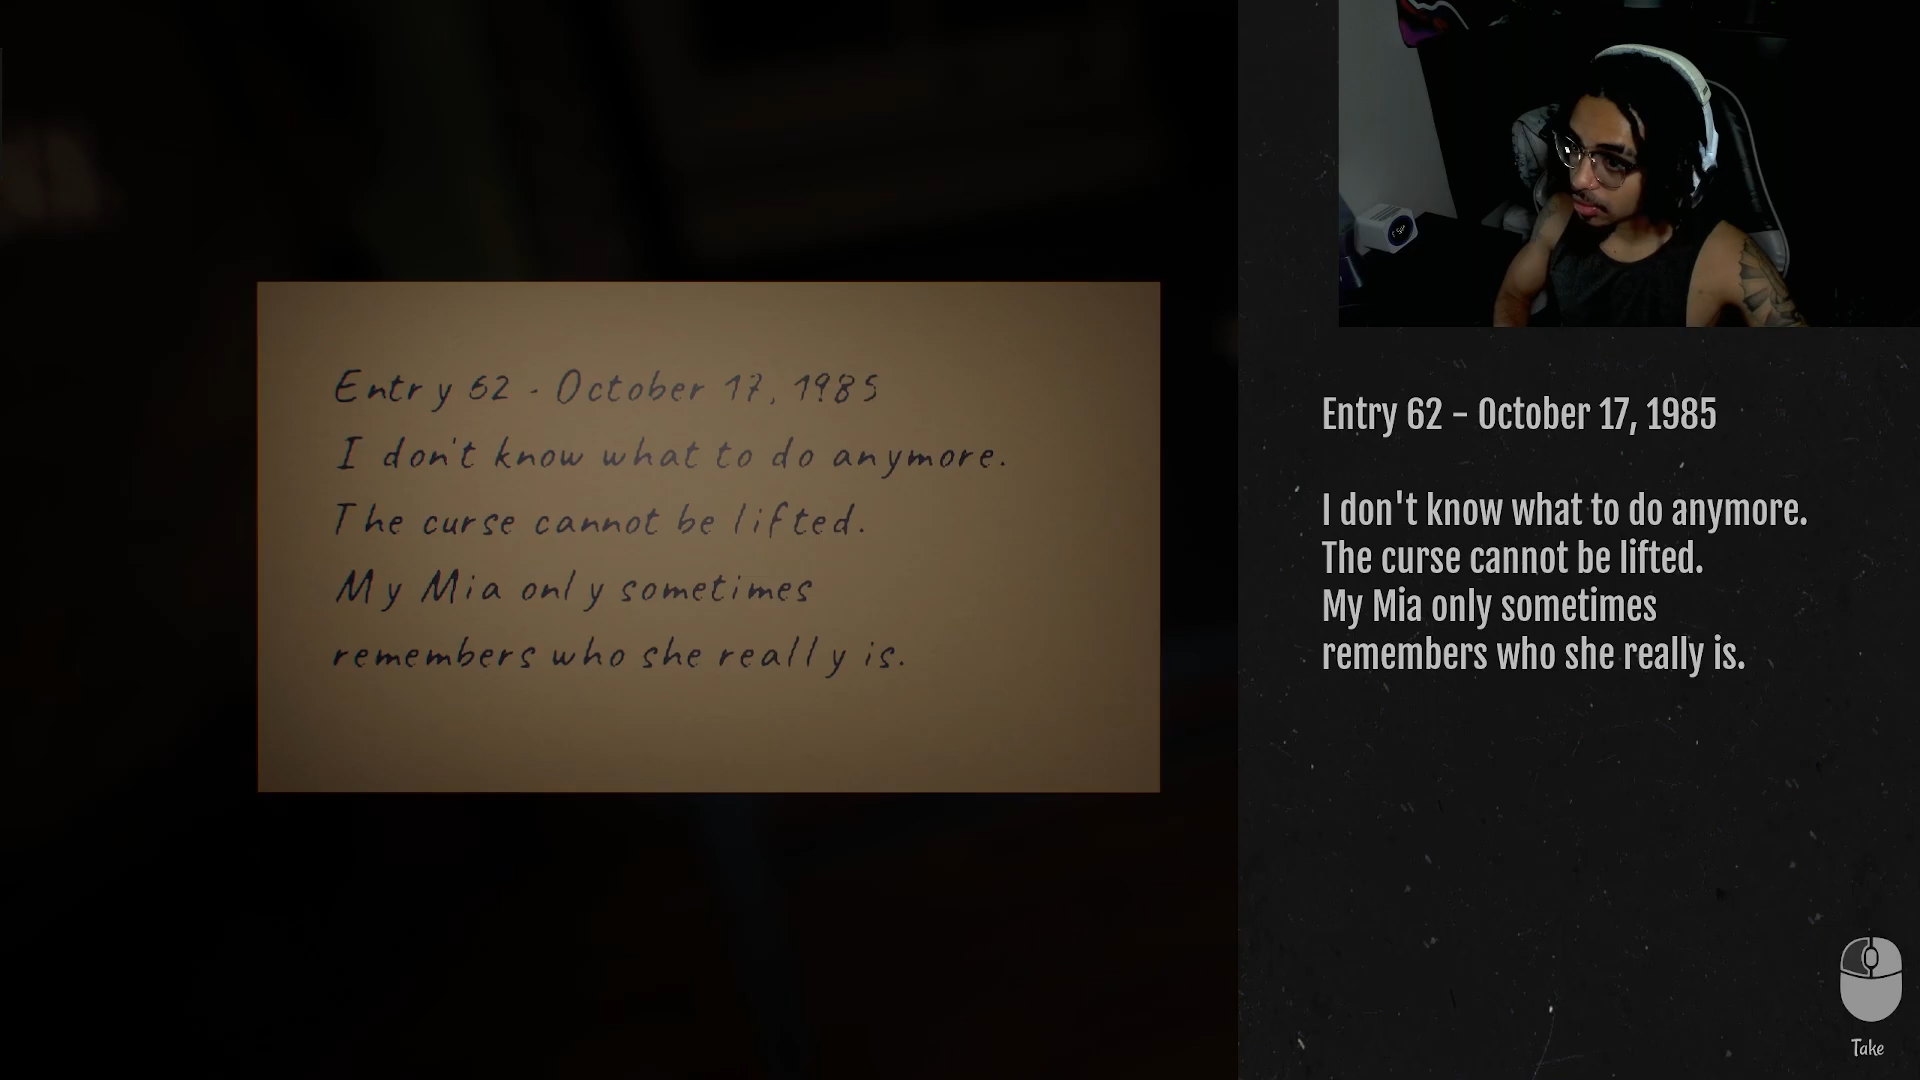 Entry 62 - October 17, 1985
I don't know what to do anymore.
The curse cannot be lifted.
My Mia only sometimes
remembers who she really is.
Entry 62 - October 17, 1985
I don't know what to do anymore.
The curse cannot be lifted.
My Mia only sometimes
remembers who she really is.
Take